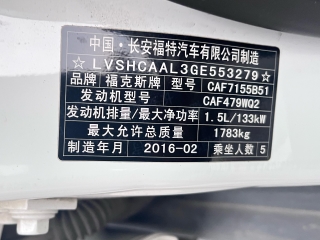 中国·长安福特汽车有限公司制造
☆LVSHCAAL3GE553279☆
品牌 福克斯牌 型号 CAF7155B51
发动机型号 CAF479WQ2
发动机排量/最大净功率 1.5L/133kW
最大允许总质量 1783kg
制造年月 2016-02 乘坐人数 5